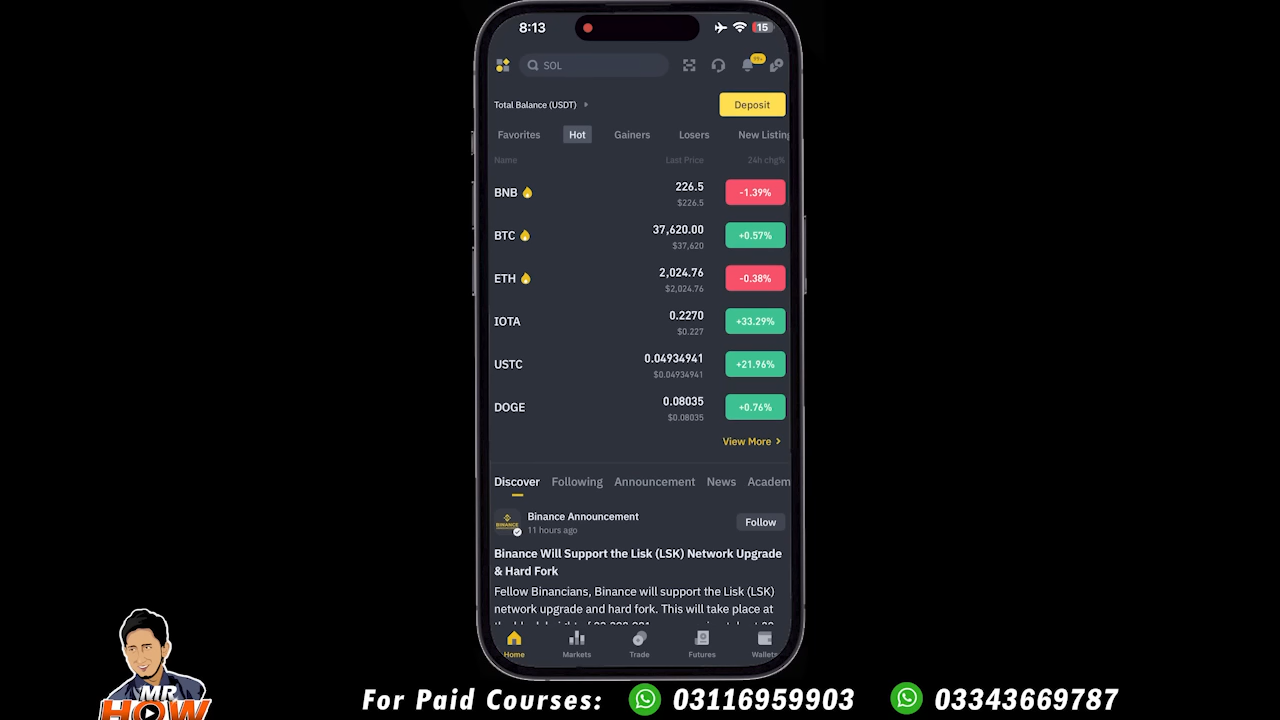 8:13
15
SOL
99+
Total Balance (USDT)
Deposit
Favorites Hot Gainers Losers New Listing
Name Last Price 24h chg%
BNB 226.5 -1.39%
$226.5
BTC 37,620.00 +0.57%
$37,620
ETH 2,024.76 -0.38%
$2,024.76
IOTA 0.2270 +33.29%
$0.227
USTC 0.04934941 +21.96%
$0.04934941
DOGE 0.08035 +0.76%
$0.08035
View More
Discover Following Announcement News Academ
BINANCE
Binance Announcement
11 hours ago
Follow
Binance Will Support the Lisk (LSK) Network Upgrade
& Hard Fork
Fellow Binancians, Binance will support the Lisk (LSK)
network upgrade and hard fork. This will take place at
Home Markets Trade Futures Wallets
MR
HOW
For Paid Courses: 03116959903 03343669787